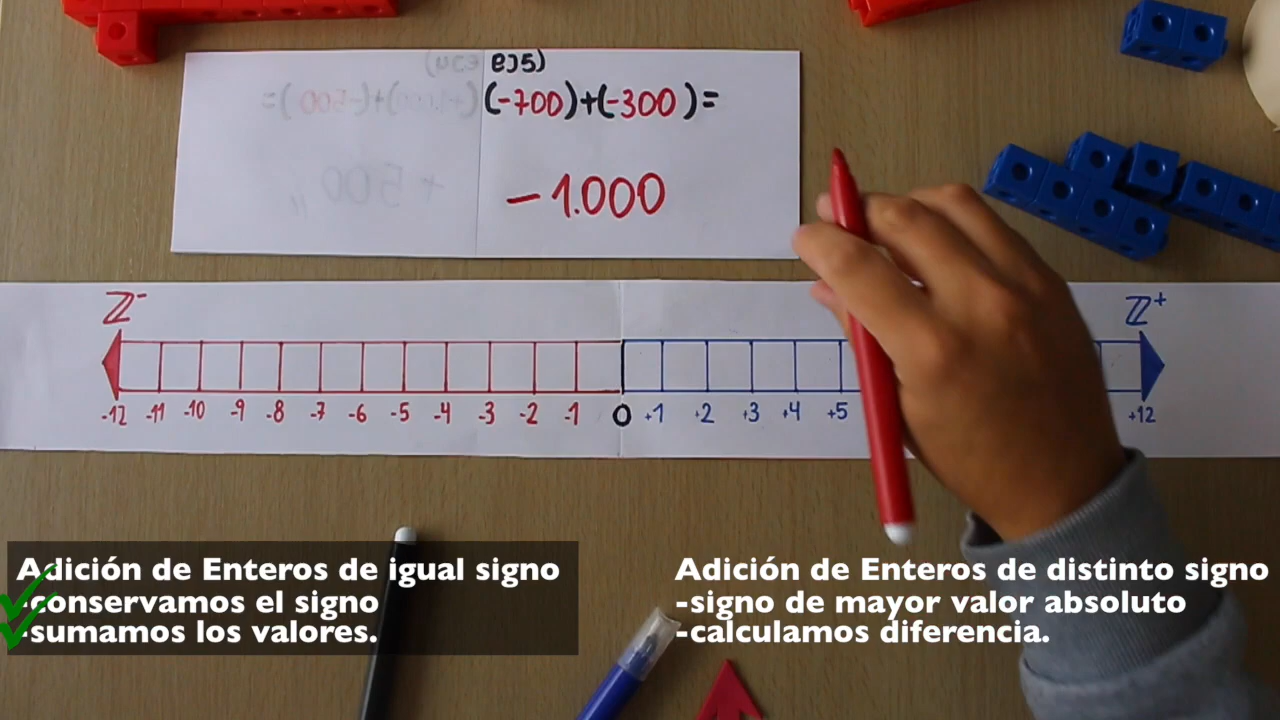 (SCA EJS)
(-700)+(-300)=
-1.000
ℤ⁻
ℤ⁺
-12 -11 -10 -9 -8 -7 -6 -5 -4 -3 -2 -1 0 +1 +2 +3 +4 +5 +12
Adición de Enteros de igual signo
-conservamos el signo
-sumamos los valores.
Adición de Enteros de distinto signo
-signo de mayor valor absoluto
-calculamos diferencia.